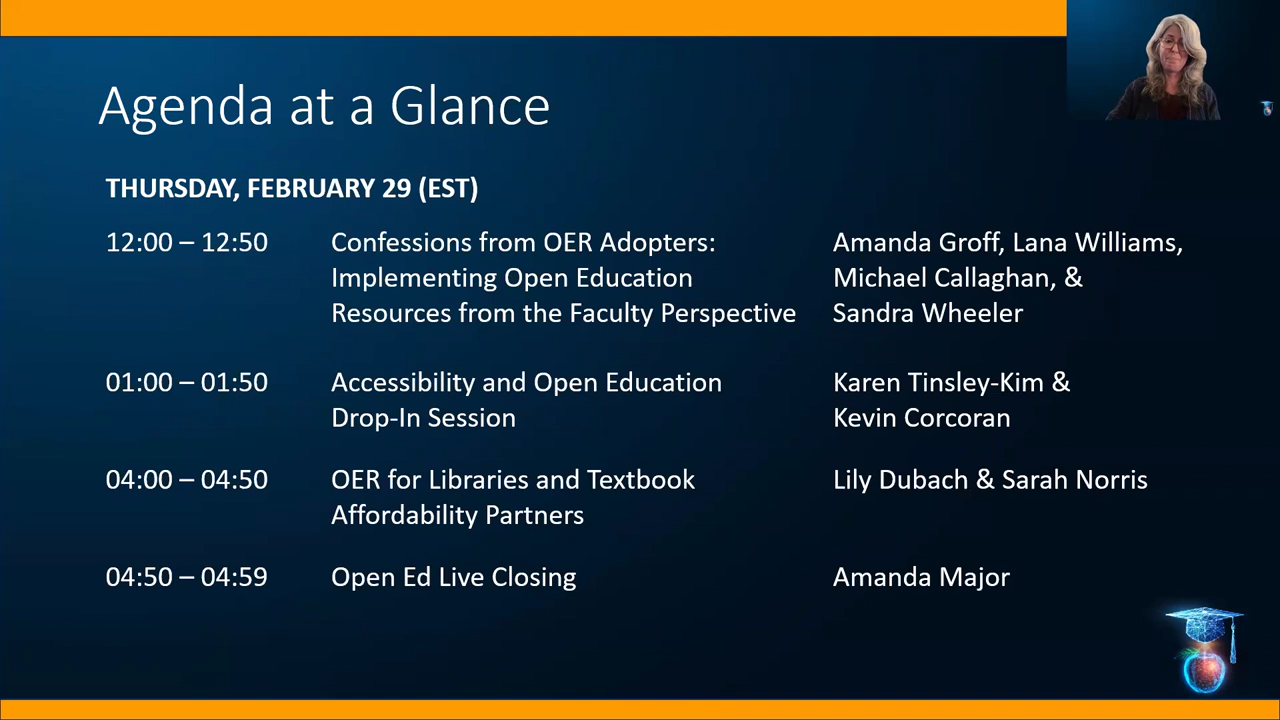 Agenda at a Glance
THURSDAY, FEBRUARY 29 (EST)
12:00 – 12:50 Confessions from OER Adopters: Amanda Groff, Lana Williams,
Implementing Open Education Michael Callaghan, &
Resources from the Faculty Perspective Sandra Wheeler
01:00 – 01:50 Accessibility and Open Education Karen Tinsley-Kim &
Drop-In Session Kevin Corcoran
04:00 – 04:50 OER for Libraries and Textbook Lily Dubach & Sarah Norris
Affordability Partners
04:50 – 04:59 Open Ed Live Closing Amanda Major